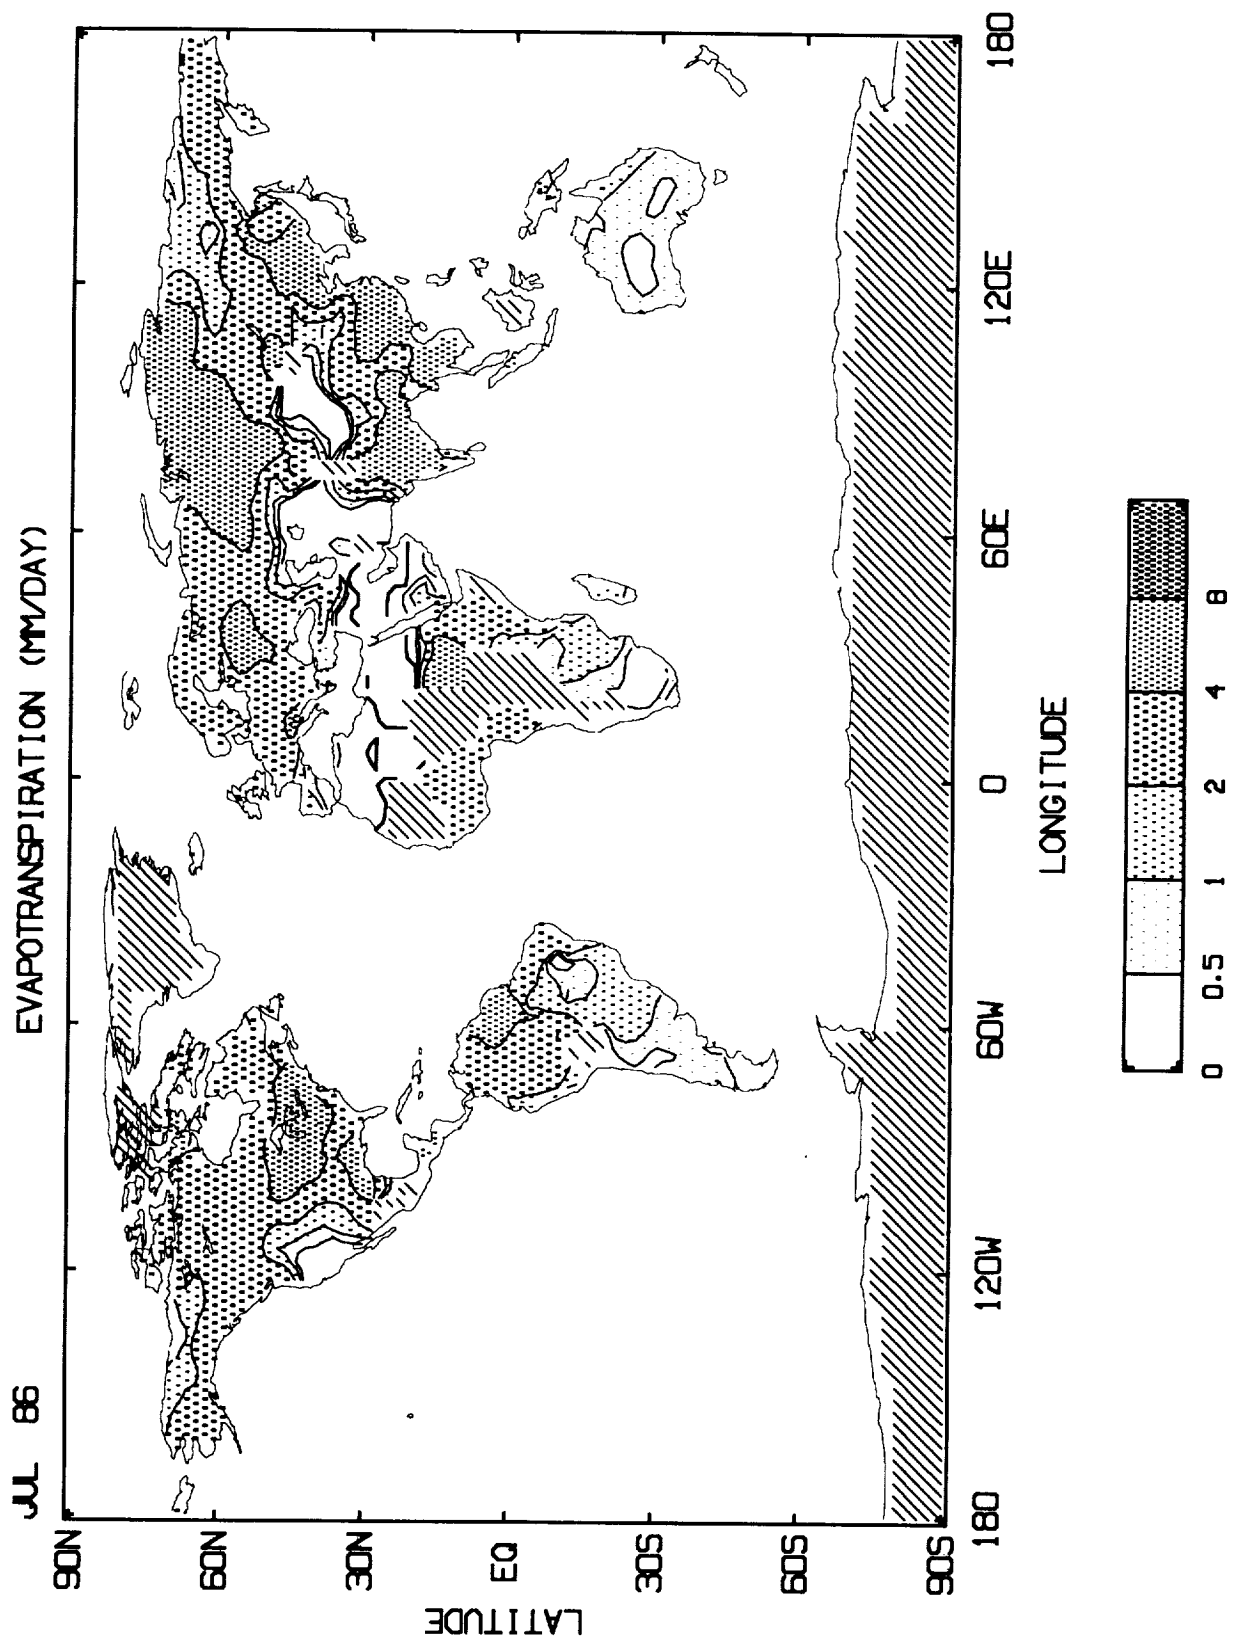 JUL 86
EVAPOTRANSPIRATION (MM/DAY)
90N
60N
30N
EQ
30S
60S
90S
LATITUDE
180 120W 60W 0 60E 120E 180
LONGITUDE
0 0.5 1 2 4 8